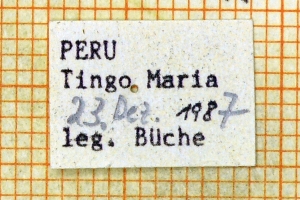 PERU
Tingo Maria
23. Dez. 1987
leg. Büche